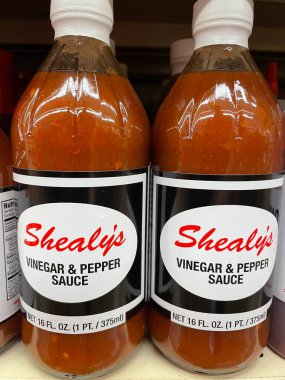 Shealy's
VINEGAR & PEPPER
SAUCE
NET 16 FL. OZ. (1 PT. / 375ml)
Shealy's
VINEGAR & PEPPER
SAUCE
NET 16 FL. OZ. (1 PT. / 375ml)